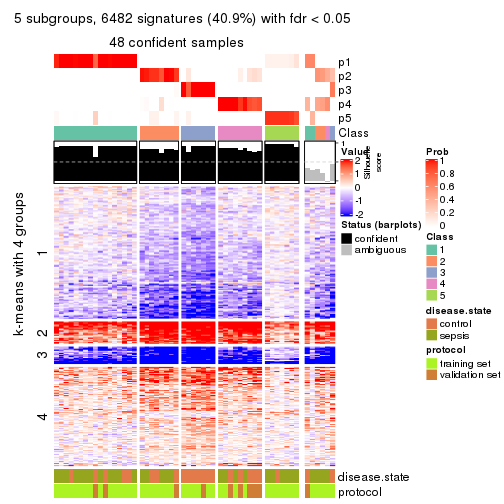 5 subgroups, 6482 signatures (40.9%) with fdr < 0.05
48 confident samples
p1
p2
p3
p4
p5
Class
1
Silhouette
score
k-means with 4 groups
1
2
3
4
disease.state
protocol
Value
2
1
0
-1
-2
Status (barplots)
confident
ambiguous
Prob
1
0.8
0.6
0.4
0.2
0
Class
1
2
3
4
5
disease.state
control
sepsis
protocol
training set
validation set